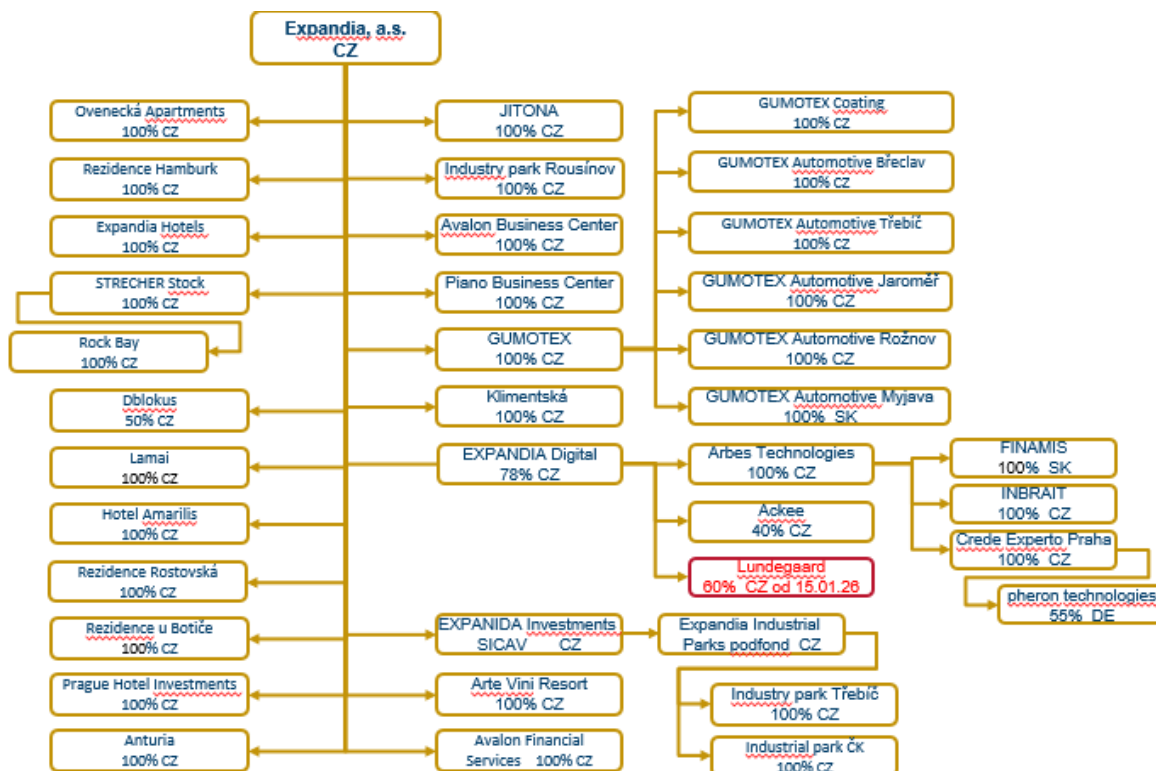 Expandia, a.s.
CZ
Ovenecká Apartments
100% CZ
Rezidence Hamburk
100% CZ
Expandia Hotels
100% CZ
STRECHER Stock
100% CZ
Rock Bay
100% CZ
Dblokus
50% CZ
Lamai
100% CZ
Hotel Amarilis
100% CZ
Rezidence Rostovská
100% CZ
Rezidence u Botiče
100% CZ
Prague Hotel Investments
100% CZ
Anturia
100% CZ
JITONA
100% CZ
Industry park Rousínov
100% CZ
Avalon Business Center
100% CZ
Piano Business Center
100% CZ
GUMOTEX
100% CZ
Klimentská
100% CZ
EXPANDIA Digital
78% CZ
EXPANIDA Investments
SICAV CZ
Arte Vini Resort
100% CZ
Avalon Financial
Services 100% CZ
GUMOTEX Coating
100% CZ
GUMOTEX Automotive Břeclav
100% CZ
GUMOTEX Automotive Třebíč
100% CZ
GUMOTEX Automotive Jaroměř
100% CZ
GUMOTEX Automotive Rožnov
100% CZ
GUMOTEX Automotive Myjava
100% SK
Arbes Technologies
100% CZ
Ackee
40% CZ
Lundegaard
60% CZ od 15.01.26
Expandia Industrial
Parks podfond CZ
Industry park Třebíč
100% CZ
Industrial park ČK
100% CZ
FINAMIS
100% SK
INBRAIT
100% CZ
Crede Experto Praha
100% CZ
pheron technologies
55% DE